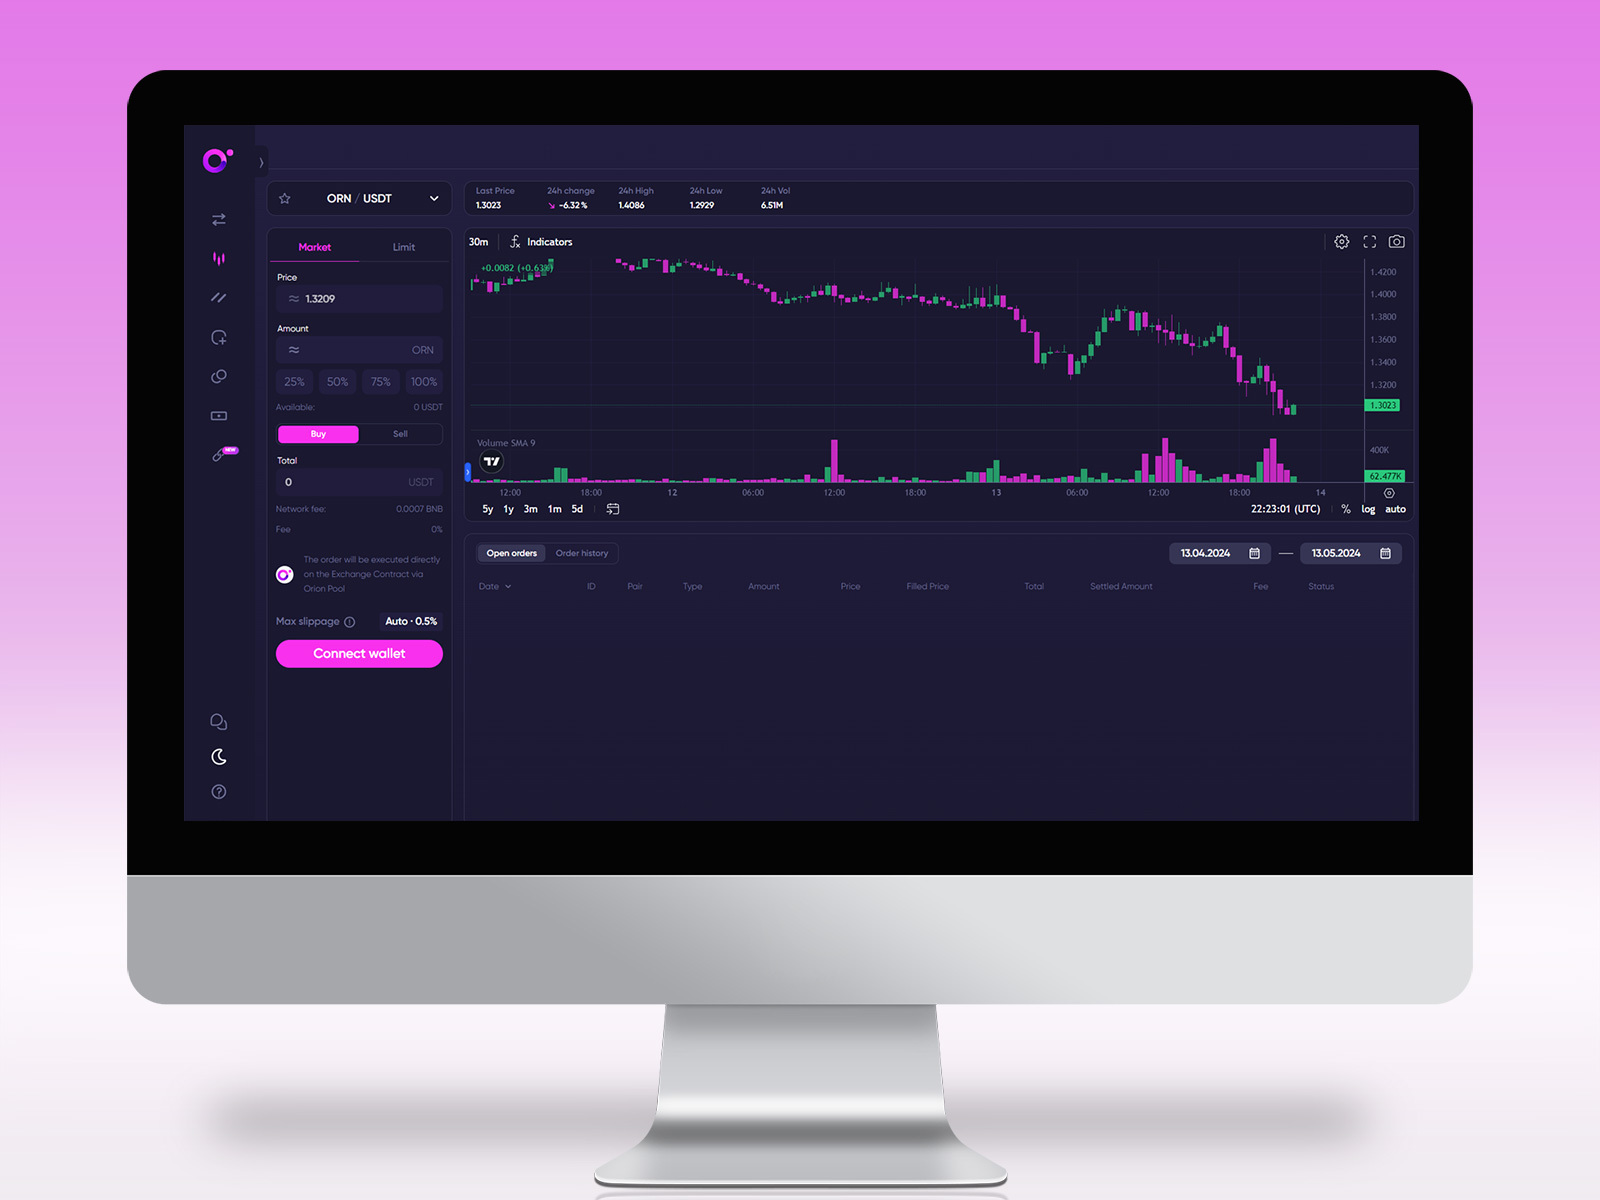 ORN / USDT
Last Price
24h change
24h High
24h Low
24h Vol
1.3023
-6.32%
1.4086
1.2929
6.51M
Market
Limit
Price
≈ 1.3209
Amount
≈
ORN
25%
50%
75%
100%
Available:
0 USDT
Buy
Sell
Total
0
USDT
Network fee:
0.0007 BNB
Fee
0%
The order will be executed directly
on the Exchange Contract via
Orion Pool
Max slippage
Auto · 0.5%
Connect wallet
NEW
30m
Indicators
+0.0082 (+0.63%)
1.4200
1.4000
1.3800
1.3600
1.3400
1.3200
1.3023
Volume SMA 9
400K
62.477K
12:00
18:00
12
06:00
12:00
18:00
13
06:00
12:00
18:00
14
5y
1y
3m
1m
5d
22:23:01 (UTC)
%
log
auto
Open orders
Order history
13.04.2024
—
13.05.2024
Date
ID
Pair
Type
Amount
Price
Filled Price
Total
Settled Amount
Fee
Status